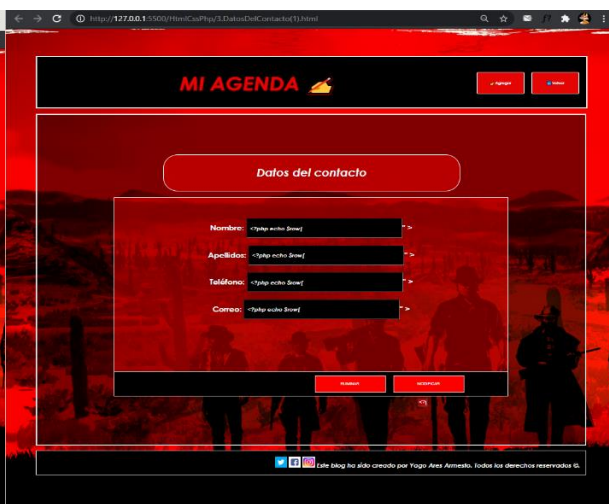 http://127.0.0.1:5500/HtmlCssPhp/3.DatosDelContacto(1).html
MI AGENDA
Agregar
Datos del contacto
Nombre: <?php echo $row[ " >
Apellidos: <?php echo $row[ " >
Teléfono: <?php echo $row[ " >
Correo: <?php echo $row[ " >
ELIMINAR MODIFICAR
Este blog ha sido creado por Yago Ares Armesto. Todos los derechos reservados ©.